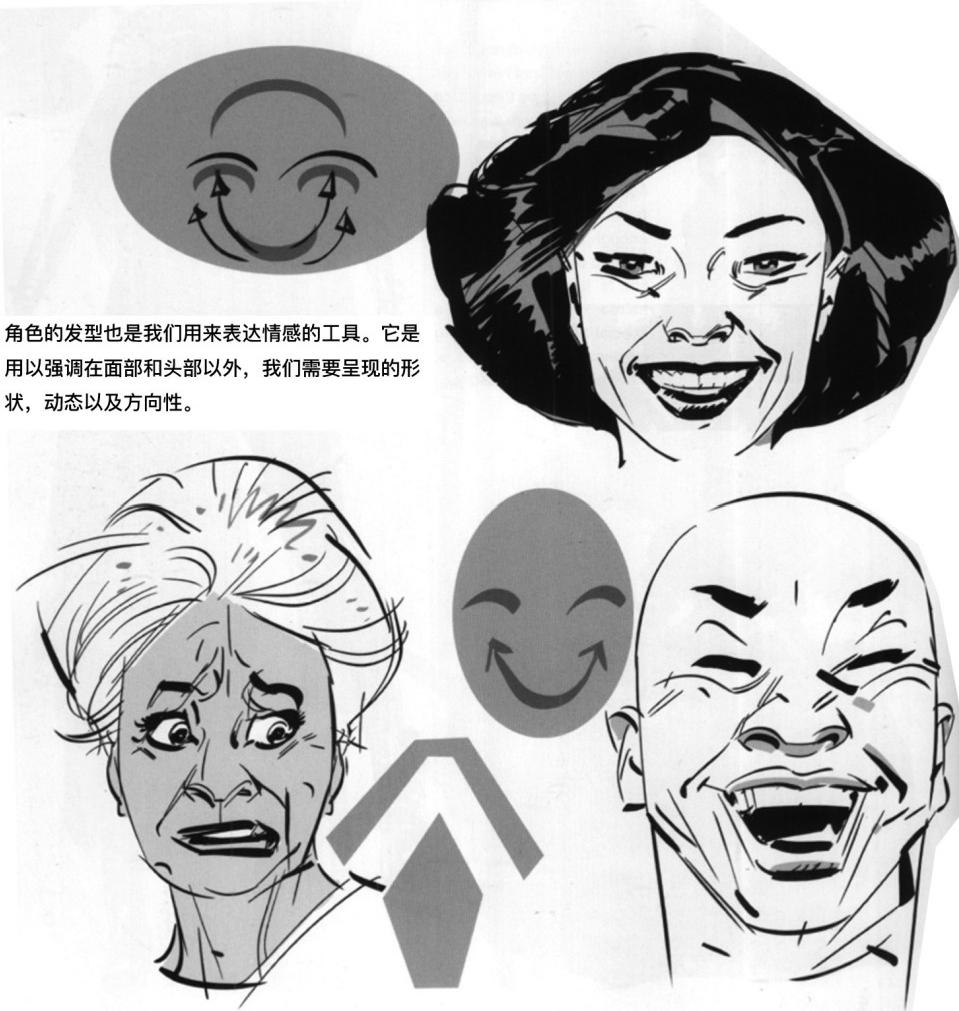 角色的发型也是我们用来表达情感的工具。它是
用以强调在面部和头部以外，我们需要呈现的形
状，动态以及方向性。